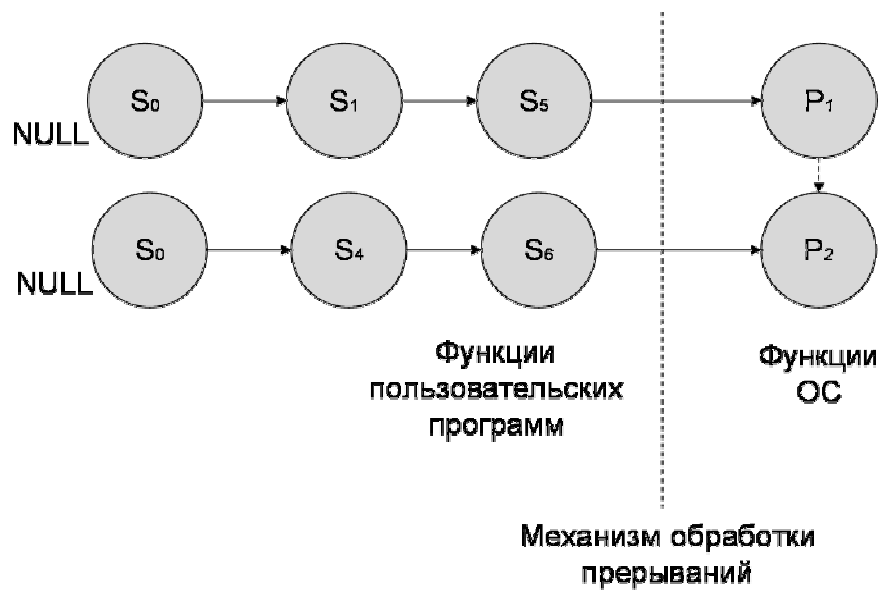 S0 S1 S5 P1
NULL
S0 S4 S6 P2
NULL
Функции
пользовательских
программ
Функции
ОС
Механизм обработки
прерываний